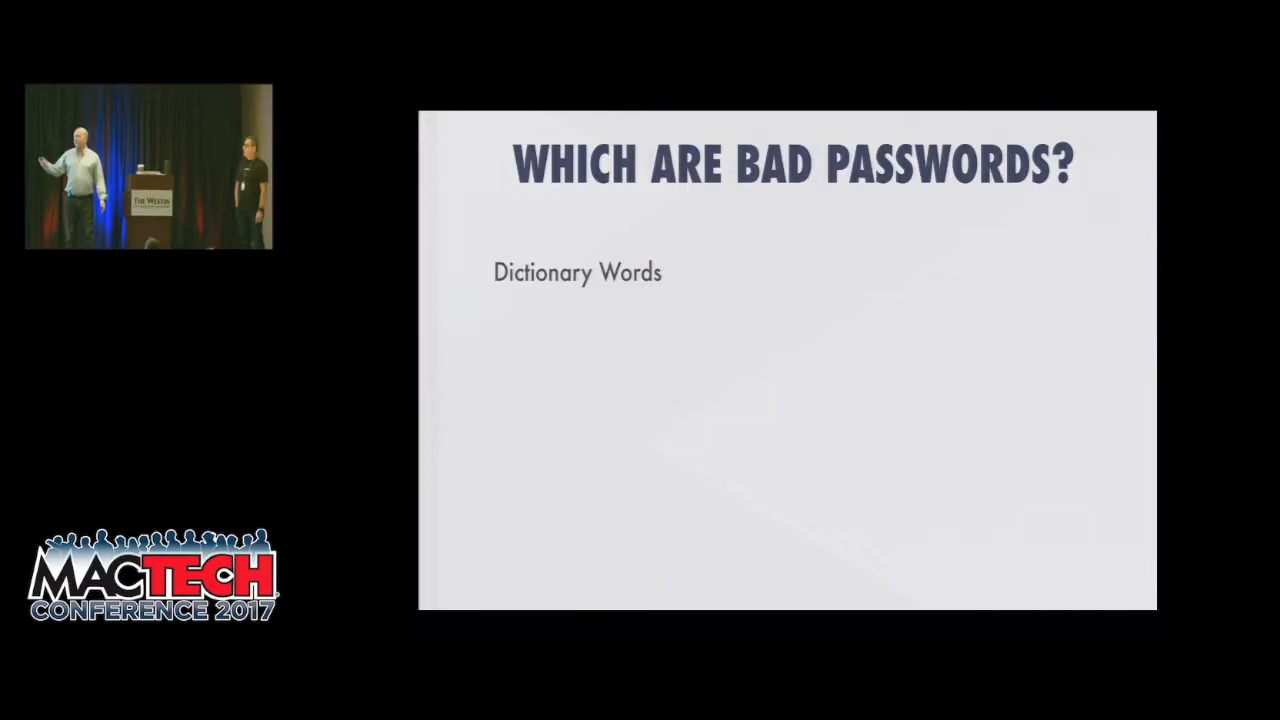 WHICH ARE BAD PASSWORDS?
Dictionary Words
THE WESTIN
MACTECH
CONFERENCE 2017